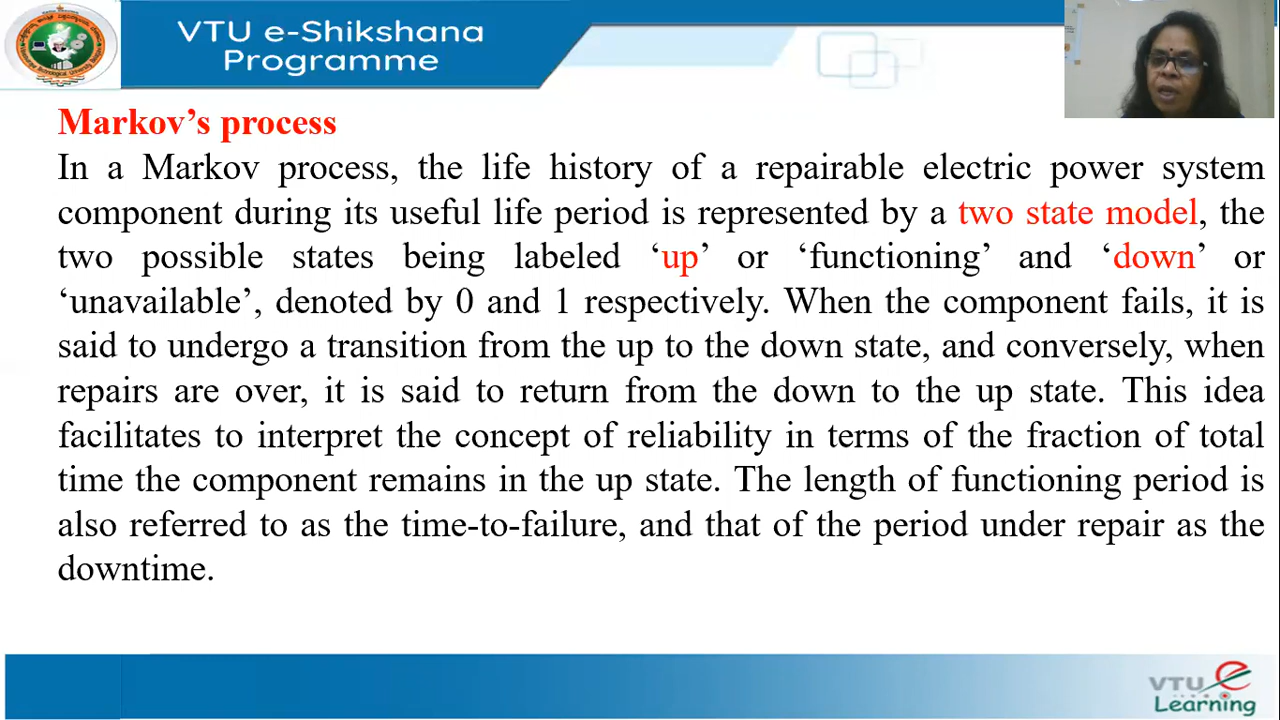 VTU e-Shikshana
Programme
Markov’s process
In a Markov process, the life history of a repairable electric power system
component during its useful life period is represented by a two state model, the
two possible states being labeled ‘up’ or ‘functioning’ and ‘down’ or
‘unavailable’, denoted by 0 and 1 respectively. When the component fails, it is
said to undergo a transition from the up to the down state, and conversely, when
repairs are over, it is said to return from the down to the up state. This idea
facilitates to interpret the concept of reliability in terms of the fraction of total
time the component remains in the up state. The length of functioning period is
also referred to as the time-to-failure, and that of the period under repair as the
downtime.
VTU e
Learning